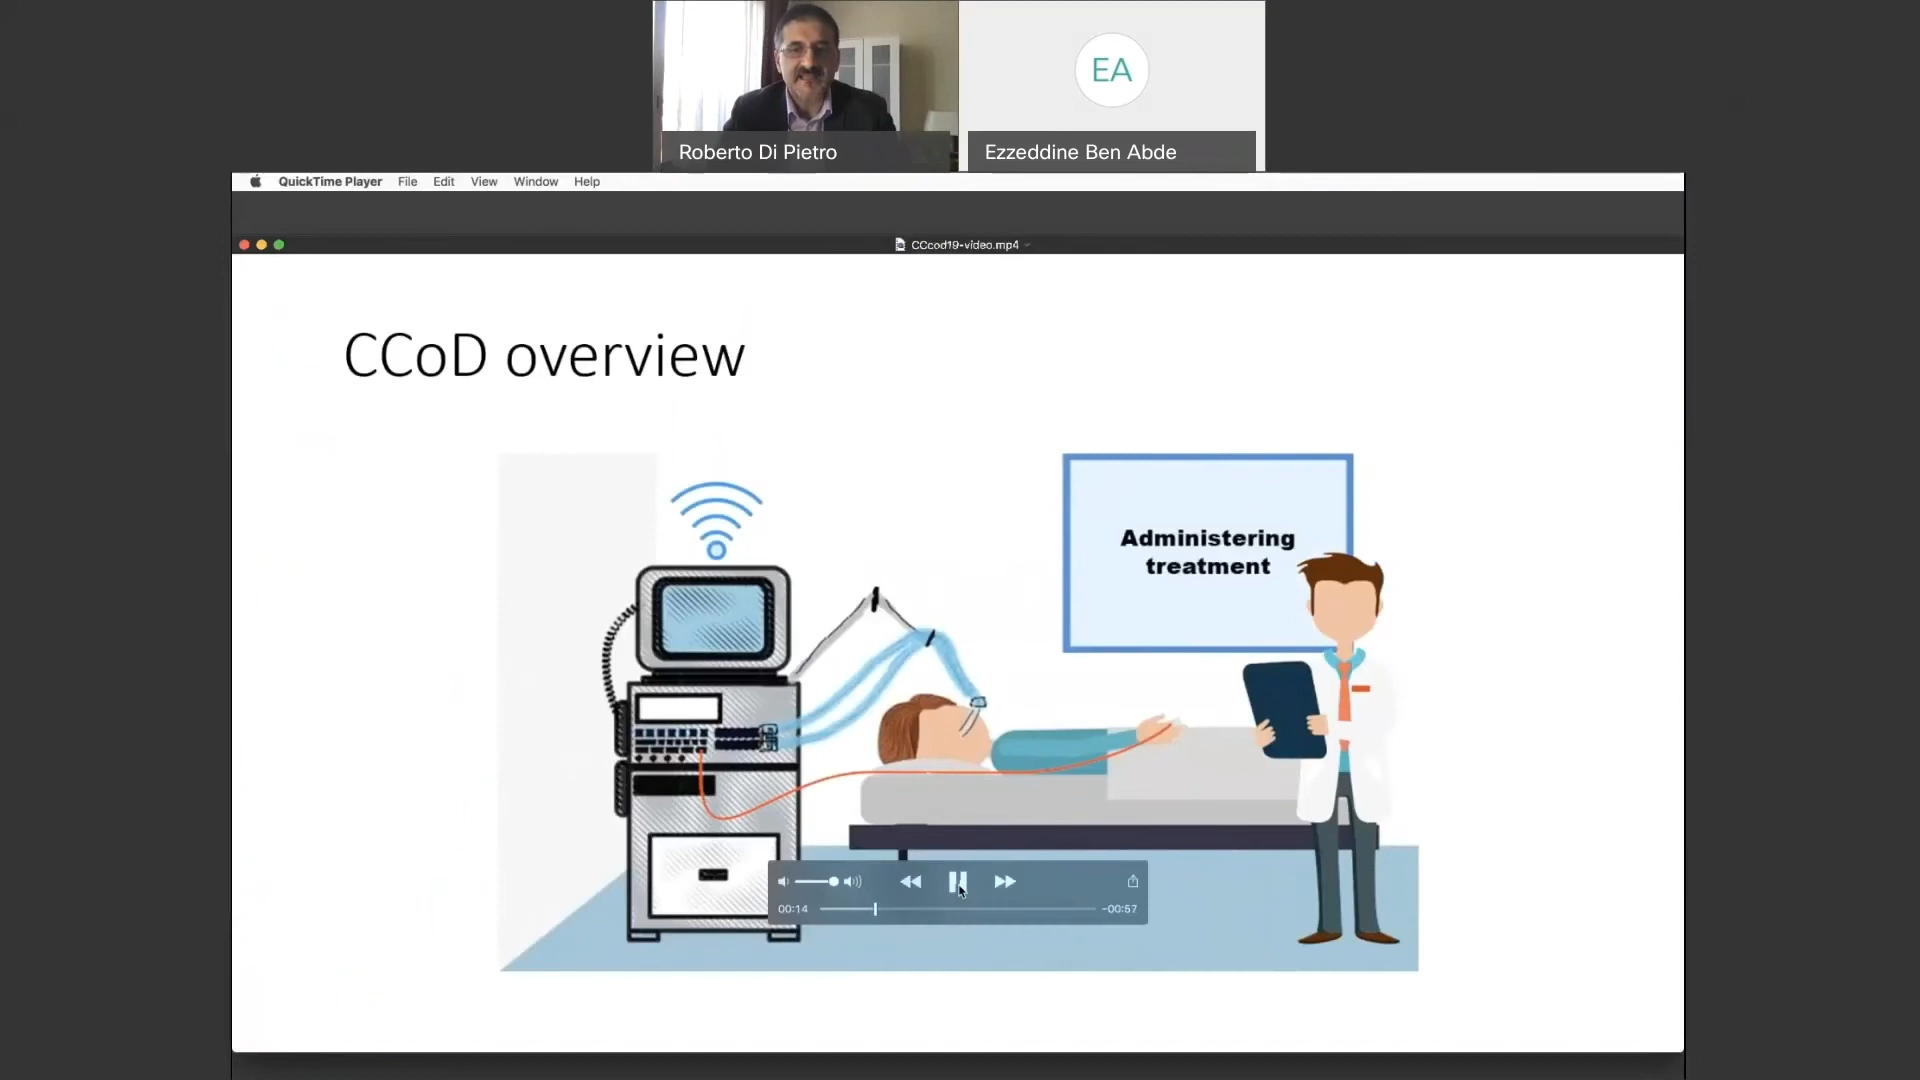 EA
Roberto Di Pietro
Ezzeddine Ben Abde
QuickTime Player File Edit View Window Help
CCcod19-video.mp4
CCoD overview
Administering
treatment
00:14
-00:57